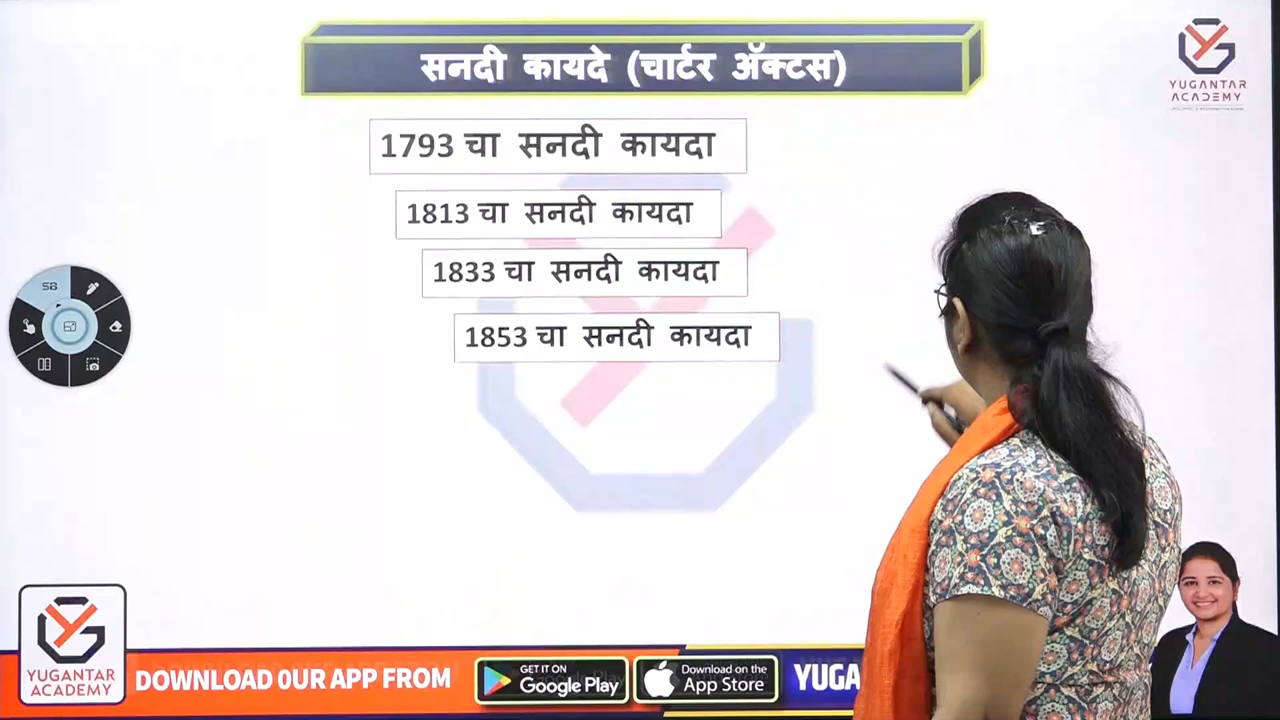 सनदी कायदे (चार्टर ॲक्टस)
YUGANTAR
ACADEMY
1793 चा सनदी कायदा
1813 चा सनदी कायदा
1833 चा सनदी कायदा
1853 चा सनदी कायदा
SB
YUGANTAR
ACADEMY
DOWNLOAD 0UR APP FROM
GET IT ON
Google Play
Download on the
App Store
YUGA